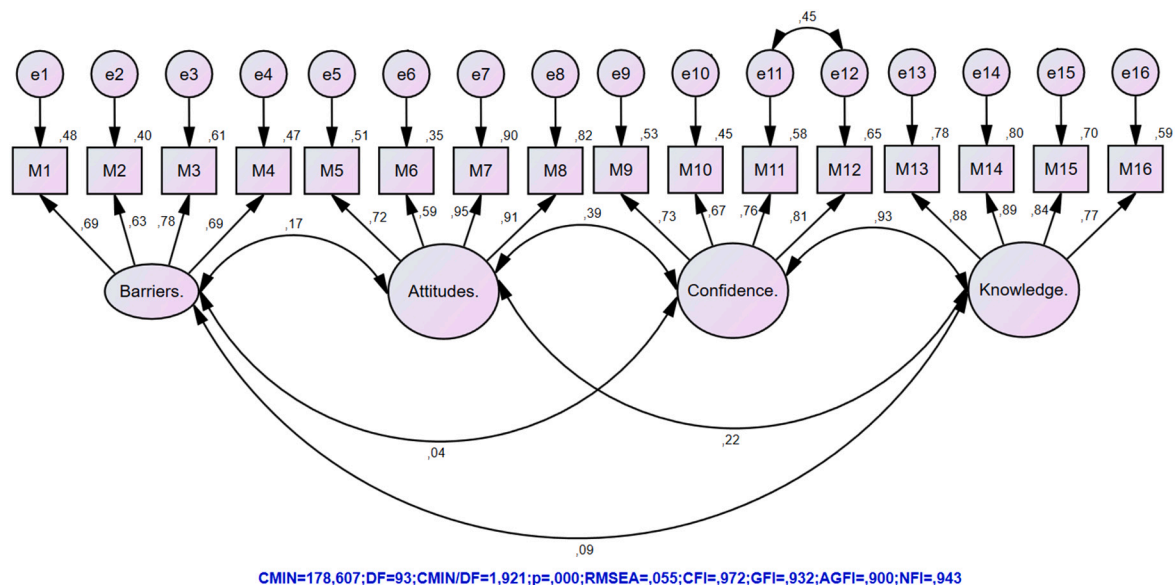 ,45
e1 e2 e3 e4 e5 e6 e7 e8 e9 e10 e11 e12 e13 e14 e15 e16
,48 ,40 ,61 ,47 ,51 ,35 ,90 ,82 ,53 ,45 ,58 ,65 ,78 ,80 ,70 ,59
M1 M2 M3 M4 M5 M6 M7 M8 M9 M10 M11 M12 M13 M14 M15 M16
,69 ,63 ,78 ,69 ,17 ,72 ,59 ,95 ,91 ,39 ,73 ,67 ,76 ,81 ,93 ,88 ,89 ,84 ,77
Barriers. Attitudes. Confidence. Knowledge.
,22
,04
,09
CMIN=178,607;DF=93;CMIN/DF=1,921;p=,000;RMSEA=,055;CFI=,972;GFI=,932;AGFI=,900;NFI=,943